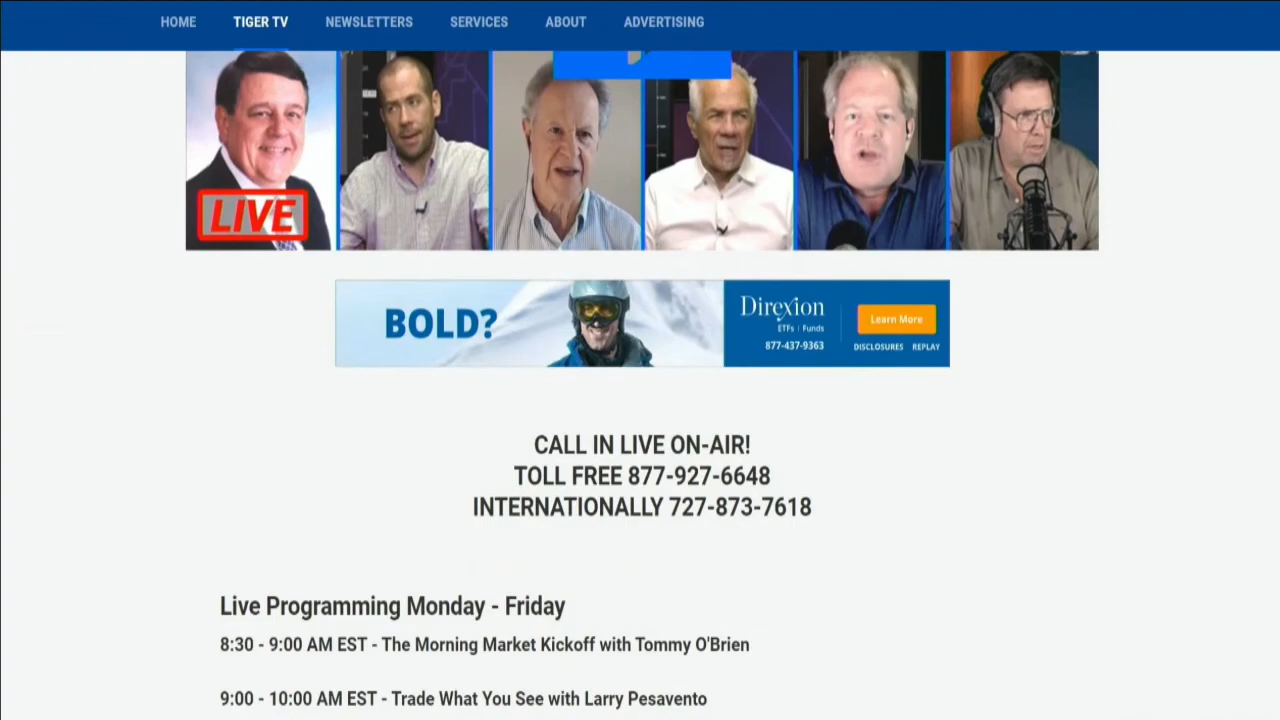 HOME TIGER TV NEWSLETTERS SERVICES ABOUT ADVERTISING
LIVE
BOLD?
Direxion
ETFs | Funds
877-437-9363
Learn More
DISCLOSURES REPLAY
CALL IN LIVE ON-AIR!
TOLL FREE 877-927-6648
INTERNATIONALLY 727-873-7618
Live Programming Monday - Friday
8:30 - 9:00 AM EST - The Morning Market Kickoff with Tommy O'Brien
9:00 - 10:00 AM EST - Trade What You See with Larry Pesavento